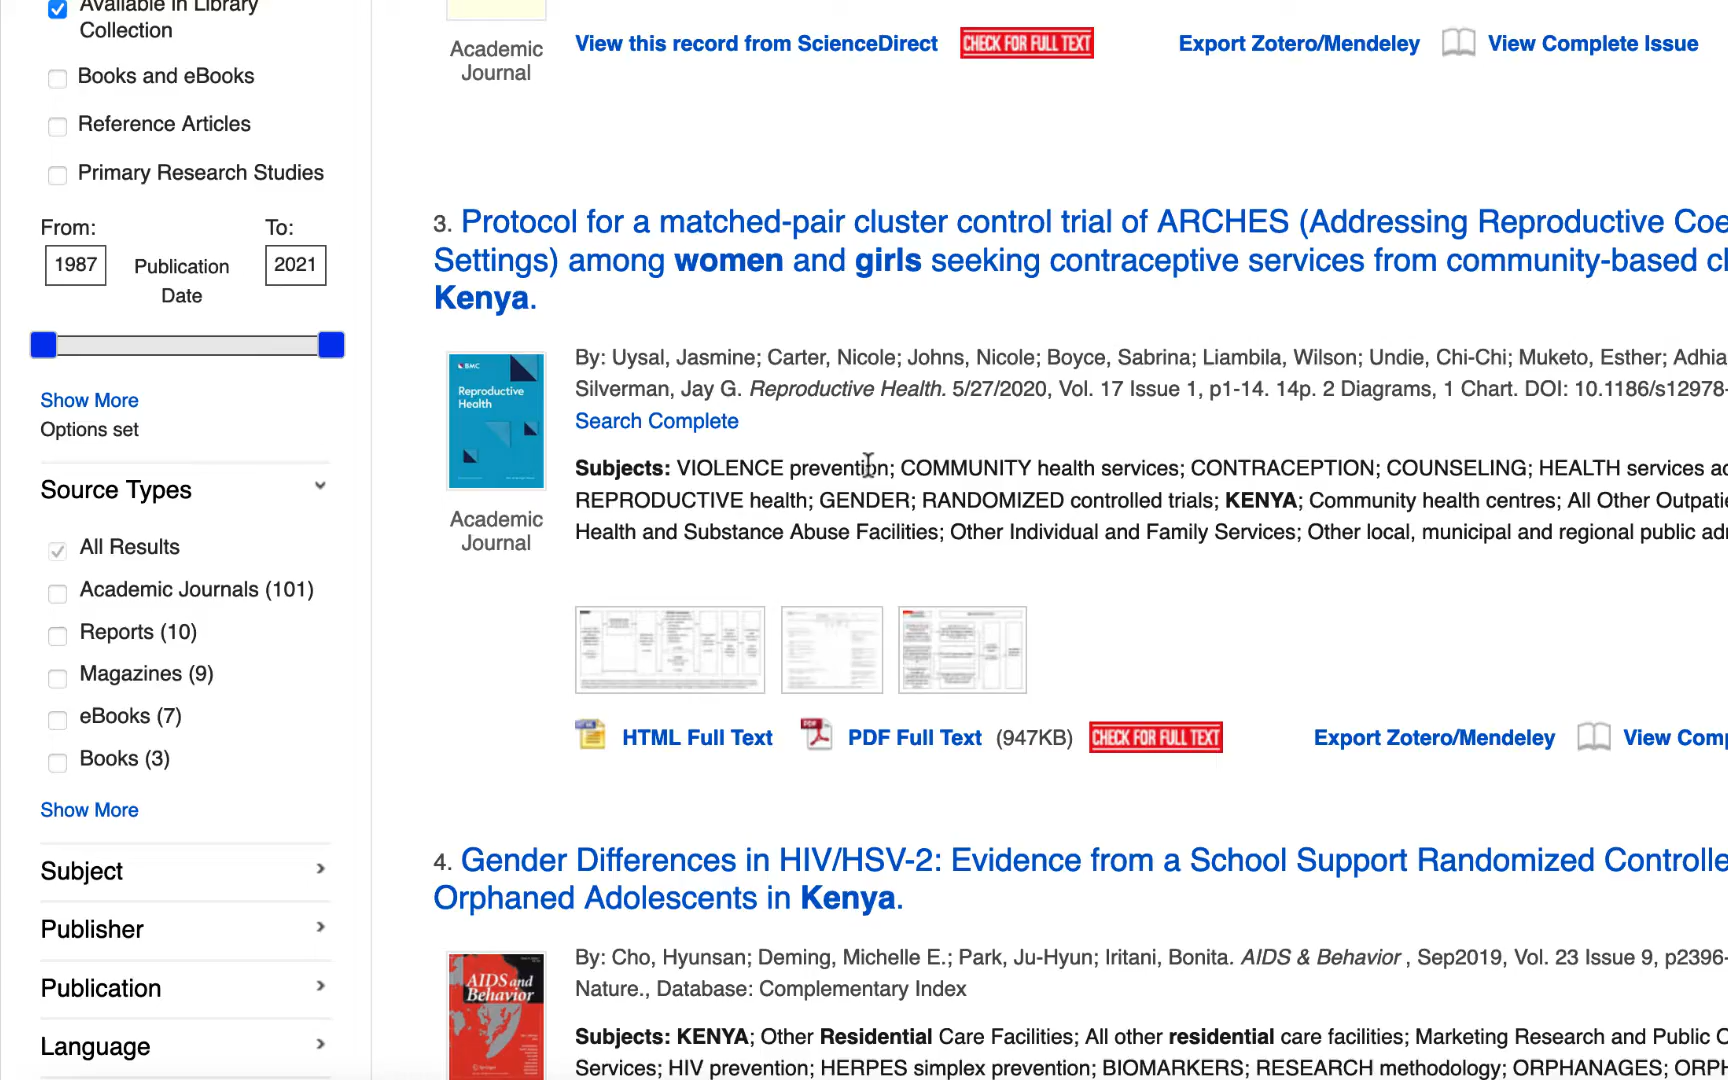 Available in Library
Collection
Books and eBooks
Reference Articles
Primary Research Studies
From:
To:
1987
Publication
Date
2021
Show More
Options set
Source Types
All Results
Academic Journals (101)
Reports (10)
Magazines (9)
eBooks (7)
Books (3)
Show More
Subject
Publisher
Publication
Language
Academic
Journal
View this record from ScienceDirect
CHECK FOR FULL TEXT
Export Zotero/Mendeley
View Complete Issue
3. Protocol for a matched-pair cluster control trial of ARCHES (Addressing Reproductive Coe
Settings) among women and girls seeking contraceptive services from community-based cl
Kenya.
BMC
Reproductive
Health
Academic
Journal
By: Uysal, Jasmine; Carter, Nicole; Johns, Nicole; Boyce, Sabrina; Liambila, Wilson; Undie, Chi-Chi; Muketo, Esther; Adhia
Silverman, Jay G. Reproductive Health. 5/27/2020, Vol. 17 Issue 1, p1-14. 14p. 2 Diagrams, 1 Chart. DOI: 10.1186/s12978-
Search Complete
Subjects: VIOLENCE prevention; COMMUNITY health services; CONTRACEPTION; COUNSELING; HEALTH services ac
REPRODUCTIVE health; GENDER; RANDOMIZED controlled trials; KENYA; Community health centres; All Other Outpatie
Health and Substance Abuse Facilities; Other Individual and Family Services; Other local, municipal and regional public adr
HTML Full Text
PDF Full Text (947KB)
CHECK FOR FULL TEXT
Export Zotero/Mendeley
View Comp
4. Gender Differences in HIV/HSV-2: Evidence from a School Support Randomized Controlle
Orphaned Adolescents in Kenya.
AIDS and
Behavior
Springer
By: Cho, Hyunsan; Deming, Michelle E.; Park, Ju-Hyun; Iritani, Bonita. AIDS & Behavior , Sep2019, Vol. 23 Issue 9, p2396-
Nature., Database: Complementary Index
Subjects: KENYA; Other Residential Care Facilities; All other residential care facilities; Marketing Research and Public O
Services; HIV prevention; HERPES simplex prevention; BIOMARKERS; RESEARCH methodology; ORPHANAGES; ORPH